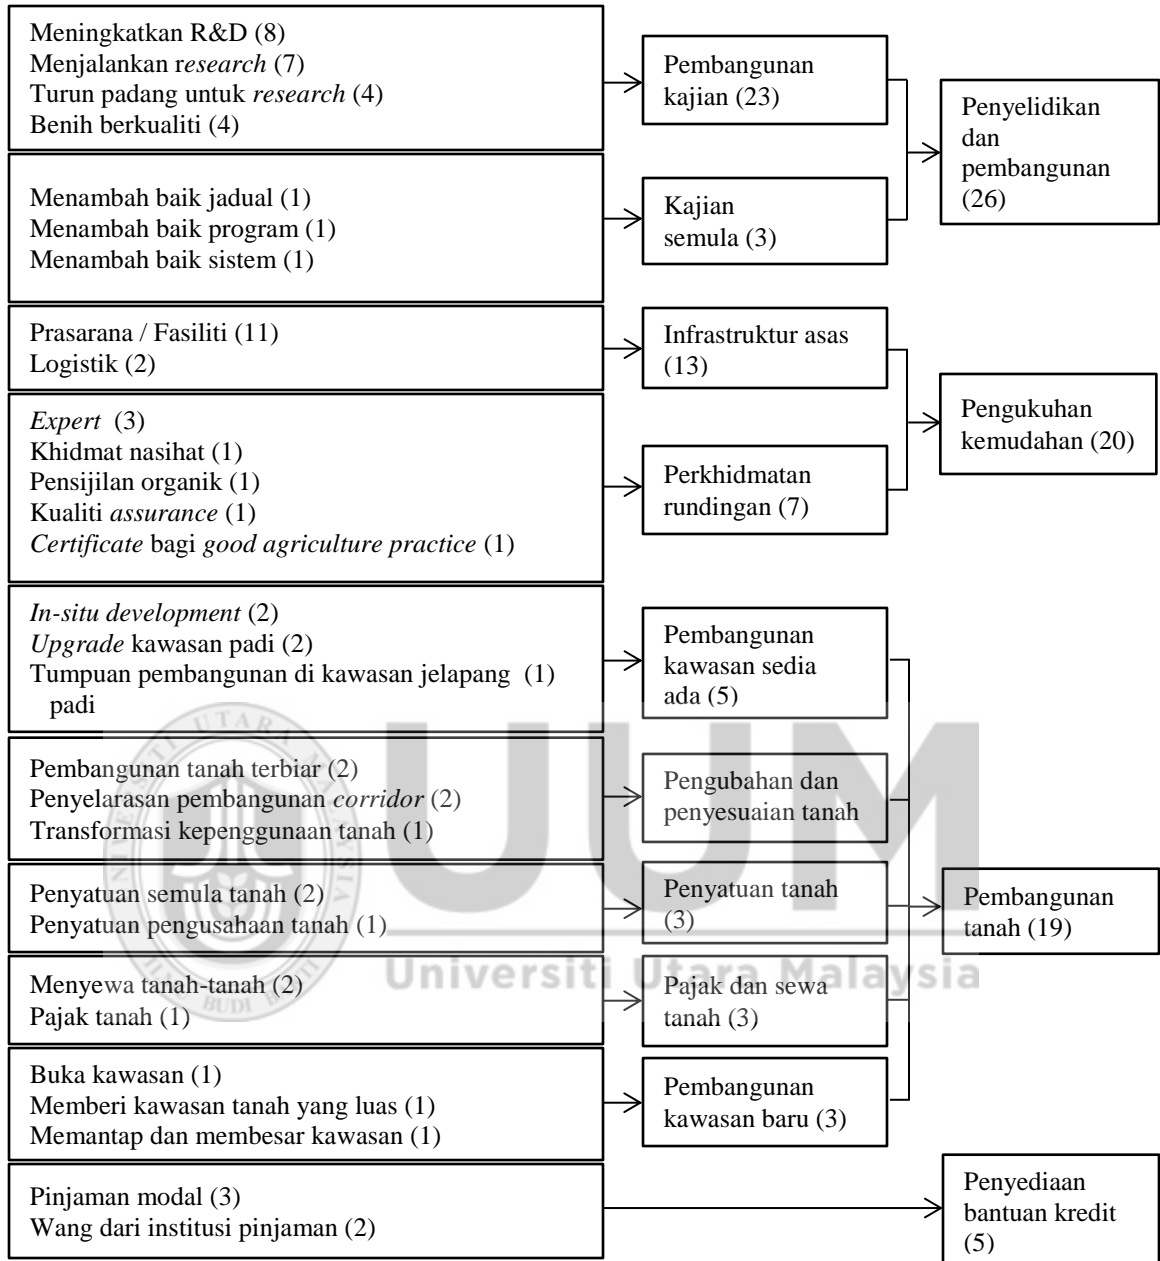 Meningkatkan R&D (8)
Menjalankan research (7)
Turun padang untuk research (4)
Benih berkualiti (4)
Pembangunan
kajian (23)
Penyelidikan
dan
pembangunan
(26)
Menambah baik jadual (1)
Menambah baik program (1)
Menambah baik sistem (1)
Kajian
semula (3)
Prasarana / Fasiliti (11)
Logistik (2)
Infrastruktur asas
(13)
Pengukuhan
kemudahan (20)
Expert (3)
Khidmat nasihat (1)
Pensijilan organik (1)
Kualiti assurance (1)
Certificate bagi good agriculture practice (1)
Perkhidmatan
rundingan (7)
In-situ development (2)
Upgrade kawasan padi (2)
Tumpuan pembangunan di kawasan jelapang (1)
padi
Pembangunan
kawasan sedia
ada (5)
Pembangunan tanah terbiar (2)
Penyelarasan pembangunan corridor (2)
Transformasi kepenggunaan tanah (1)
Pengubahan dan
penyesuaian tanah
Penyatuan semula tanah (2)
Penyatuan pengusahaan tanah (1)
Penyatuan tanah
(3)
Pembangunan
tanah (19)
Menyewa tanah-tanah (2)
Pajak tanah (1)
Pajak dan sewa
tanah (3)
Buka kawasan (1)
Memberi kawasan tanah yang luas (1)
Memantap dan membesar kawasan (1)
Pembangunan
kawasan baru (3)
Pinjaman modal (3)
Wang dari institusi pinjaman (2)
Penyediaan
bantuan kredit
(5)
UUM
Universiti Utara Malaysia
UNIVERSITI UTARA MALAYSIA
ILMU BUDI BAKTI